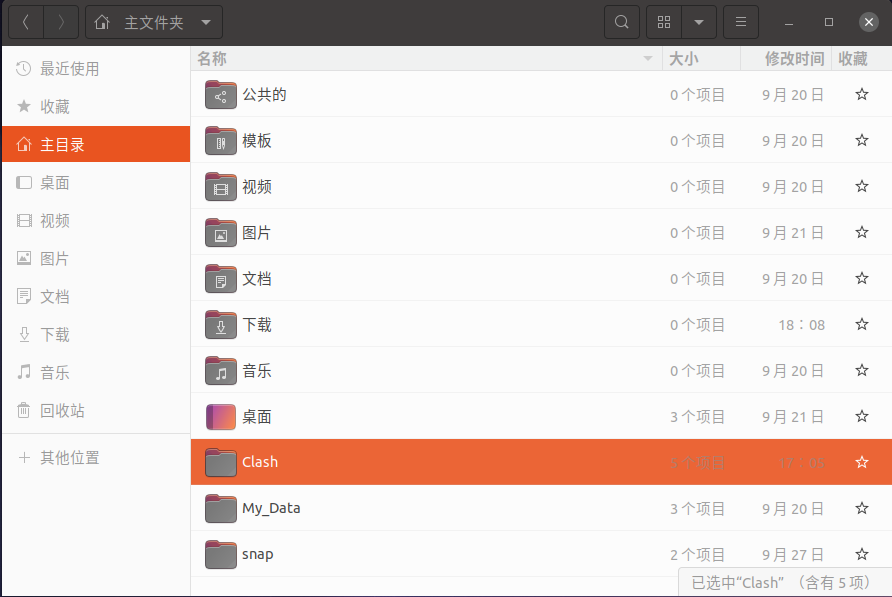 主文件夹
名称 大小 修改时间 收藏
最近使用
收藏
主目录
桌面
视频
图片
文档
下载
音乐
回收站
其他位置
公共的 0 个项目 9 月 20 日
模板 0 个项目 9 月 20 日
视频 0 个项目 9 月 20 日
图片 0 个项目 9 月 21 日
文档 0 个项目 9 月 20 日
下载 0 个项目 18：08
音乐 0 个项目 9 月 20 日
桌面 3 个项目 9 月 21 日
Clash 5 个项目
My_Data 3 个项目 9 月 20 日
snap 2 个项目 9 月 27 日
已选中“Clash” （含有 5 项）